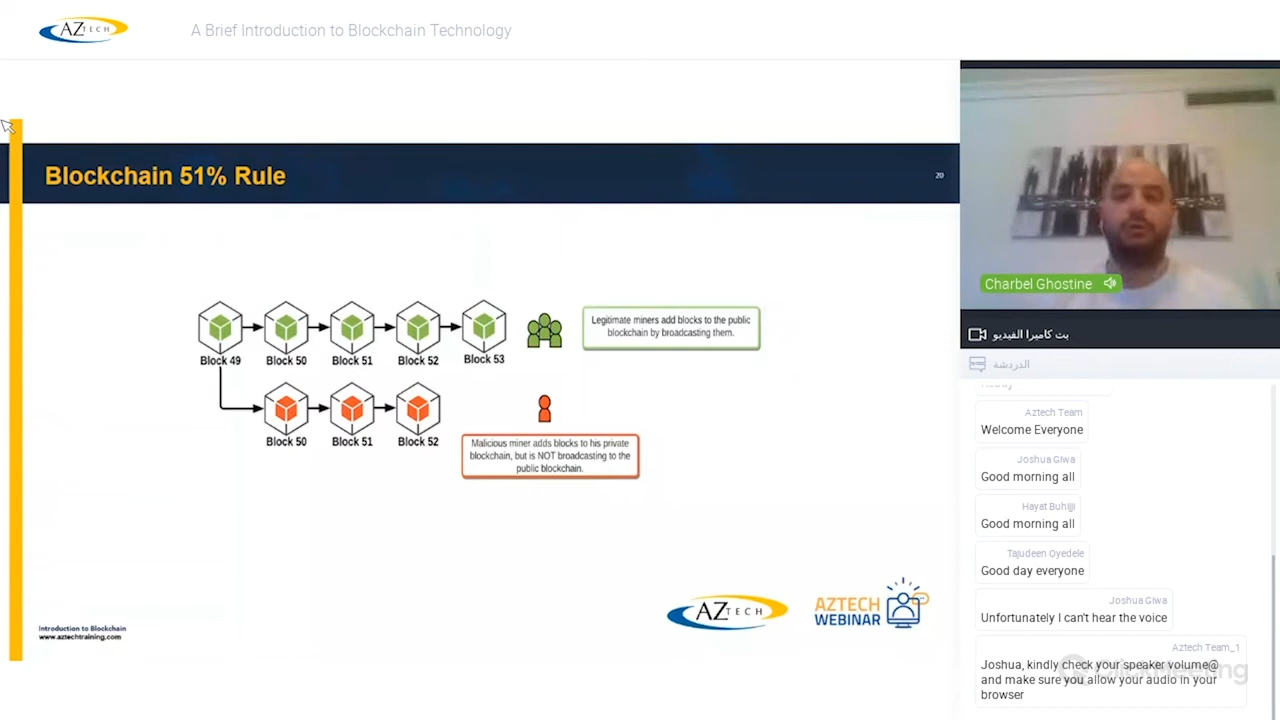 AZTECH
A Brief Introduction to Blockchain Technology
Blockchain 51% Rule
20
Block 49
Block 50
Block 51
Block 52
Block 53
Legitimate miners add blocks to the public
blockchain by broadcasting them.
Block 50
Block 51
Block 52
Malicious miner adds blocks to his private
blockchain, but is NOT broadcasting to the
public blockchain.
Introduction to Blockchain
www.aztechtraining.com
AZTECH
AZTECH
WEBINAR
Charbel Ghostine
بث كاميرا الفيديو
الدردشة
Aztech Team
Welcome Everyone
Joshua Giwa
Good morning all
Hayat Buhijji
Good morning all
Tajudeen Oyedele
Good day everyone
Joshua Giwa
Unfortunately I can't hear the voice
Aztech Team_1
Joshua, kindly check your speaker volume@
and make sure you allow your audio in your
browser
ClickMeeting